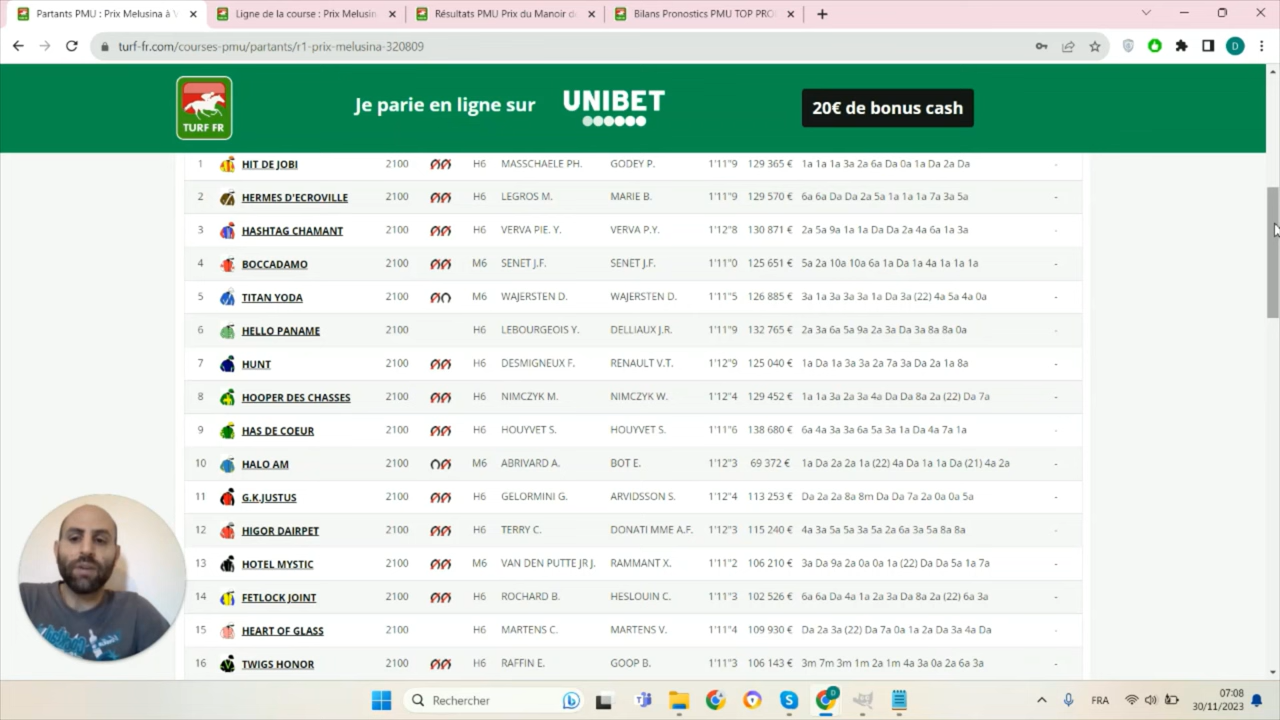 Partants PMU : Prix Melusina à V
Ligne de la course : Prix Melusin
Résultats PMU Prix du Manoir de
Bilans Pronostics PMU TOP PRO
turf-fr.com/courses-pmu/partants/r1-prix-melusina-320809
D
TURF FR
Je parie en ligne sur UNIBET
20€ de bonus cash
1 HIT DE JOBI 2100 H6 MASSCHAELE PH. GODEY P. 1'11"9 129 365 € 1a 1a 1a 3a 2a 6a Da 0a 1a Da 2a Da -
2 HERMES D'ECROVILLE 2100 H6 LEGROS M. MARIE B. 1'11"9 129 570 € 6a 6a Da Da 2a 5a 1a 1a 1a 7a 3a 5a -
3 HASHTAG CHAMANT 2100 H6 VERVA PIE. Y. VERVA P.Y. 1'12"8 130 871 € 2a 5a 9a 1a 1a Da Da 2a 4a 6a 1a 3a -
4 BOCCADAMO 2100 M6 SENET J.F. SENET J.F. 1'11"0 125 651 € 5a 2a 10a 10a 6a 1a Da 1a 4a 1a 1a 1a -
5 TITAN YODA 2100 M6 WAJERSTEN D. WAJERSTEN D. 1'11"5 126 885 € 3a 1a 3a 3a 3a 1a Da 3a (22) 4a 5a 4a 0a -
6 HELLO PANAME 2100 H6 LEBOURGEOIS Y. DELLIAUX J.R. 1'11"9 132 765 € 2a 3a 6a 5a 9a 2a 3a Da 3a 8a 8a 0a -
7 HUNT 2100 H6 DESMIGNEUX F. RENAULT V.T. 1'12"9 125 040 € 1a Da 1a 3a 3a 2a 7a 3a Da 2a 1a 8a -
8 HOOPER DES CHASSES 2100 H6 NIMCZYK M. NIMCZYK W. 1'12"4 129 452 € 1a 1a 3a 2a 3a 4a Da Da 8a 2a (22) Da 7a -
9 HAS DE COEUR 2100 H6 HOUYVET S. HOUYVET S. 1'11"6 138 680 € 6a 4a 3a 3a 6a 5a 3a 1a Da 4a 7a 1a -
10 HALO AM 2100 M6 ABRIVARD A. BOT E. 1'12"3 69 372 € 1a Da 2a 2a 1a (22) 4a Da 1a 1a Da (21) 4a 2a -
11 G.K.JUSTUS 2100 H6 GELORMINI G. ARVIDSSON S. 1'12"4 113 253 € Da 2a 2a 8a 8m Da Da 7a 2a 0a 0a 5a -
12 HIGOR DAIRPET 2100 H6 TERRY C. DONATI MME A.F. 1'12"3 115 240 € 4a 3a 5a 5a 3a 5a 2a 6a 3a 5a 8a 8a -
13 HOTEL MYSTIC 2100 M6 VAN DEN PUTTE JR J. RAMMANT X. 1'11"2 106 210 € 3a Da 9a 2a 0a 0a 1a (22) Da Da 5a 1a 7a -
14 FETLOCK JOINT 2100 H6 ROCHARD B. HESLOUIN C. 1'11"3 102 526 € 6a 6a Da 4a 1a 2a 3a Da 8a 2a (22) 6a 3a -
15 HEART OF GLASS 2100 H6 MARTENS C. MARTENS V. 1'11"4 109 930 € Da 2a 3a (22) Da 7a 0a 1a 2a Da 3a 4a Da -
16 TWIGS HONOR 2100 H6 RAFFIN E. GOOP B. 1'11"3 106 143 € 3m 7m 3m 1m 2a 1m 4a 3a 0a 2a 6a 3a -
Rechercher
FRA
07:08
30/11/2023